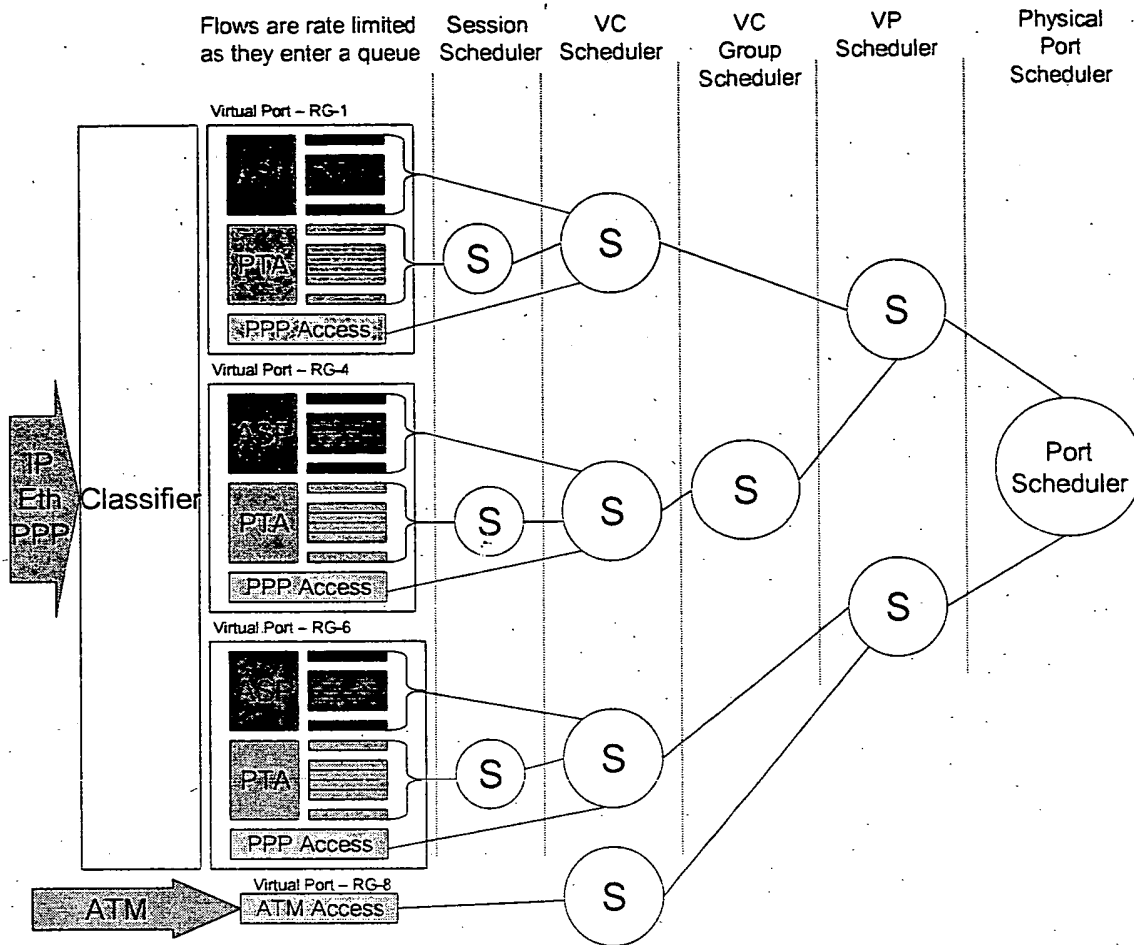 Flows are rate limited
as they enter a queue
Session
Scheduler
VC
Scheduler
VC
Group
Scheduler
VP
Scheduler
Physical
Port
Scheduler
Virtual Port – RG-1
ASP
PTA
PPP Access
S
S
S
Virtual Port – RG-4
ASP
PTA
PPP Access
S
S
S
Port
Scheduler
IP
Eth
PPP
Classifier
Virtual Port – RG-6
ASP
PTA
PPP Access
S
S
S
Virtual Port – RG-8
ATM
ATM Access
S